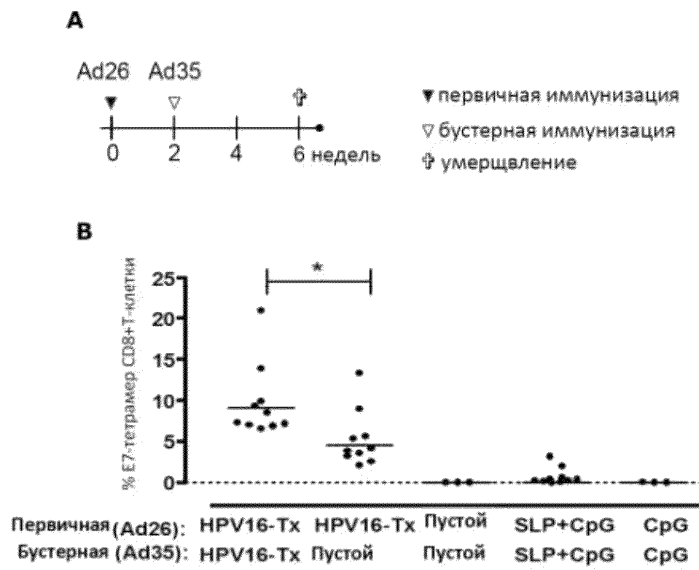 A
Ad26 Ad35
▼первичная иммунизация
▽бустерная иммунизация
0 2 4 6 недель
✞ умерщвление
B
% E7-тетрамер CD8+T-клетки
25
20
15
10
5
0
*
Первичная(Ad26): HPV16-Tx HPV16-Tx Пустой SLP+CpG CpG
Бустерная (Ad35): HPV16-Tx Пустой Пустой SLP+CpG CpG